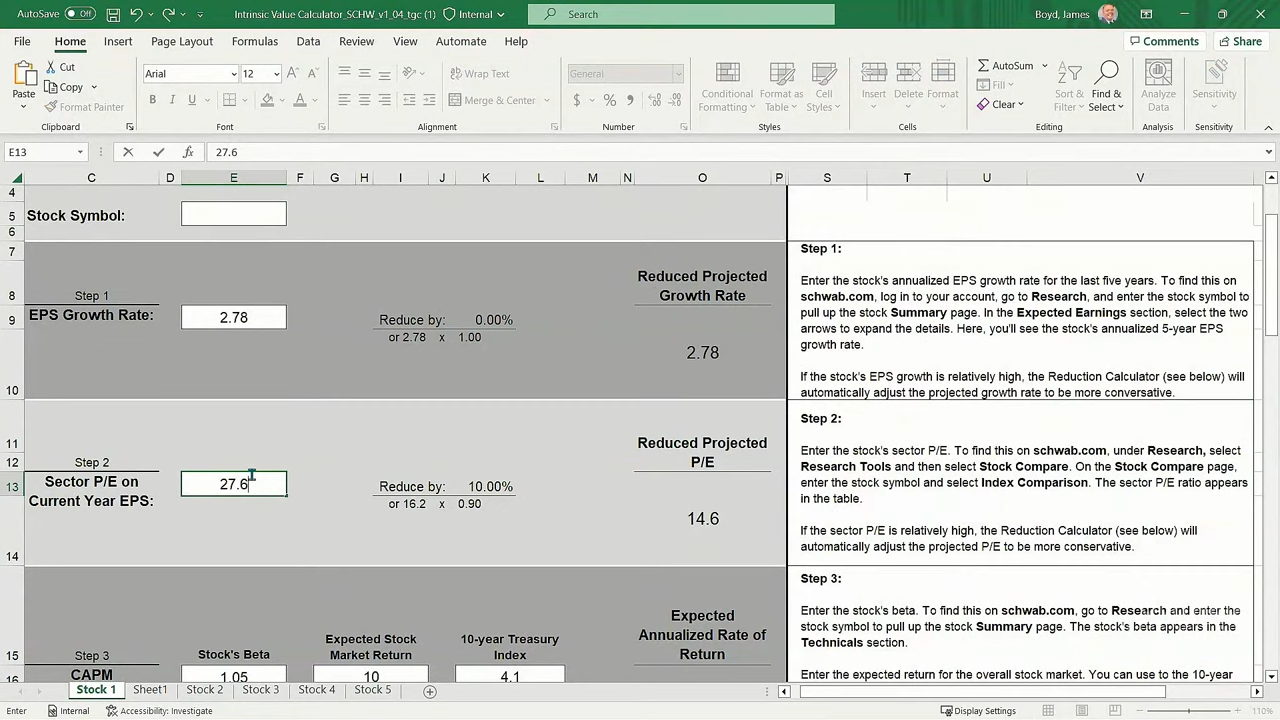 AutoSave Off Intrinsic Value Calculator_SCHW_v1_04_tgc (1) Internal Search Boyd, James
File Home Insert Page Layout Formulas Data Review View Automate Help Comments Share
Paste Cut Copy Format Painter
Arial 12
B I U
Wrap Text
Merge & Center
General
$ % ,
Conditional Formatting Format as Table Cell Styles
Insert Delete Format
AutoSum
Fill
Clear
Sort & Filter Find & Select
Analyze Data
Sensitivity
Clipboard Font Alignment Number Styles Cells Editing Analysis Sensitivity
E13 fx 27.6
C D E F G H I J K L M N O P S T U V
4
5
6
7
8
9
10
11
12
13
14
15
16
Stock Symbol:
Step 1
EPS Growth Rate:
2.78
Reduce by: 0.00%
or 2.78 x 1.00
Reduced Projected
Growth Rate
2.78
Step 2
Sector P/E on
Current Year EPS:
27.6
Reduce by: 10.00%
or 16.2 x 0.90
Reduced Projected
P/E
14.6
Step 3
CAPM
Stock's Beta
1.05
Expected Stock
Market Return
10
10-year Treasury
Index
4.1
Expected
Annualized Rate of
Return
Step 1:
Enter the stock's annualized EPS growth rate for the last five years. To find this on
schwab.com, log in to your account, go to Research, and enter the stock symbol to
pull up the stock Summary page. In the Expected Earnings section, select the two
arrows to expand the details. Here, you'll see the stock's annualized 5-year EPS
growth rate.
If the stock's EPS growth is relatively high, the Reduction Calculator (see below) will
automatically adjust the projected growth rate to be more conservative.
Step 2:
Enter the stock's sector P/E. To find this on schwab.com, under Research, select
Research Tools and then select Stock Compare. On the Stock Compare page,
enter the stock symbol and select Index Comparison. The sector P/E ratio appears
in the table.
If the sector P/E is relatively high, the Reduction Calculator (see below) will
automatically adjust the projected P/E to be more conservative.
Step 3:
Enter the stock's beta. To find this on schwab.com, go to Research and enter the
stock symbol to pull up the stock Summary page. The stock's beta appears in the
Technicals section.
Enter the expected return for the overall stock market. You can use to the 10-year
Stock 1 Sheet1 Stock 2 Stock 3 Stock 4 Stock 5
Enter Internal Accessibility: Investigate Display Settings 110%